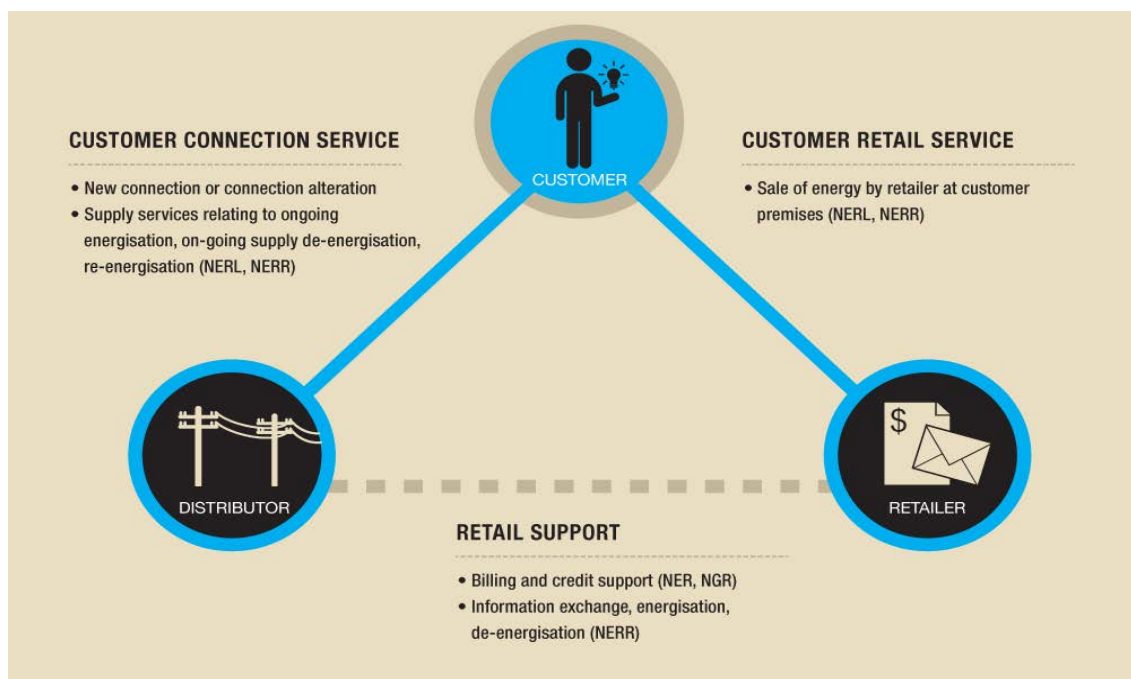 CUSTOMER
CUSTOMER CONNECTION SERVICE
• New connection or connection alteration
• Supply services relating to ongoing
energisation, on-going supply de-energisation,
re-energisation (NERL, NERR)
CUSTOMER RETAIL SERVICE
• Sale of energy by retailer at customer
premises (NERL, NERR)
DISTRIBUTOR
$
RETAILER
RETAIL SUPPORT
• Billing and credit support (NER, NGR)
• Information exchange, energisation,
de-energisation (NERR)